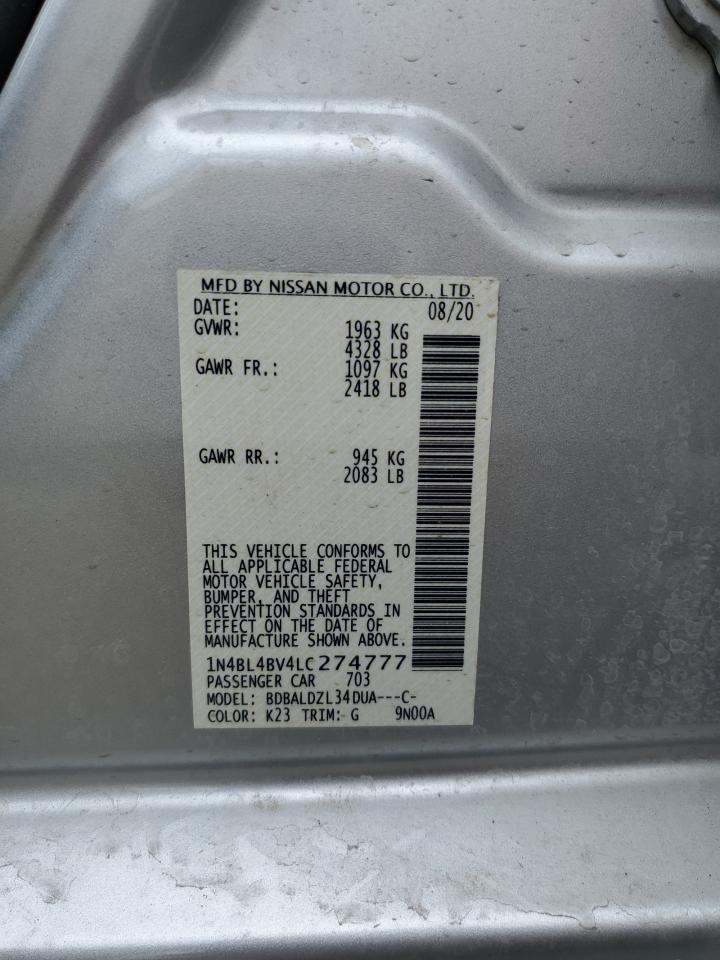 MFD BY NISSAN MOTOR CO., LTD.
DATE: 08/20
GVWR: 1963 KG
4328 LB
GAWR FR.: 1097 KG
2418 LB
GAWR RR.: 945 KG
2083 LB
THIS VEHICLE CONFORMS TO
ALL APPLICABLE FEDERAL
MOTOR VEHICLE SAFETY,
BUMPER, AND THEFT
PREVENTION STANDARDS IN
EFFECT ON THE DATE OF
MANUFACTURE SHOWN ABOVE.
1N4BL4BV4LC274777
PASSENGER CAR 703
MODEL: BDBALDZL34DUA---C-
COLOR: K23 TRIM: G 9N00A